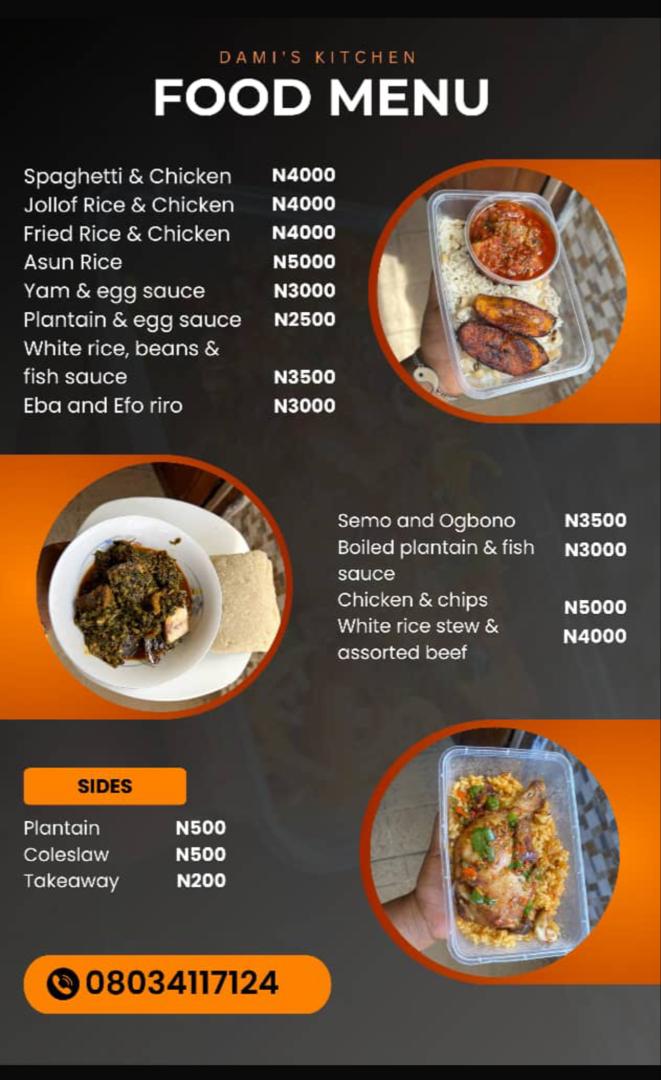 DAMI'S KITCHEN
FOOD MENU
Spaghetti & Chicken N4000
Jollof Rice & Chicken N4000
Fried Rice & Chicken N4000
Asun Rice N5000
Yam & egg sauce N3000
Plantain & egg sauce N2500
White rice, beans &
fish sauce N3500
Eba and Efo riro N3000
Semo and Ogbono N3500
Boiled plantain & fish N3000
sauce
Chicken & chips N5000
White rice stew & N4000
assorted beef
SIDES
Plantain N500
Coleslaw N500
Takeaway N200
08034117124